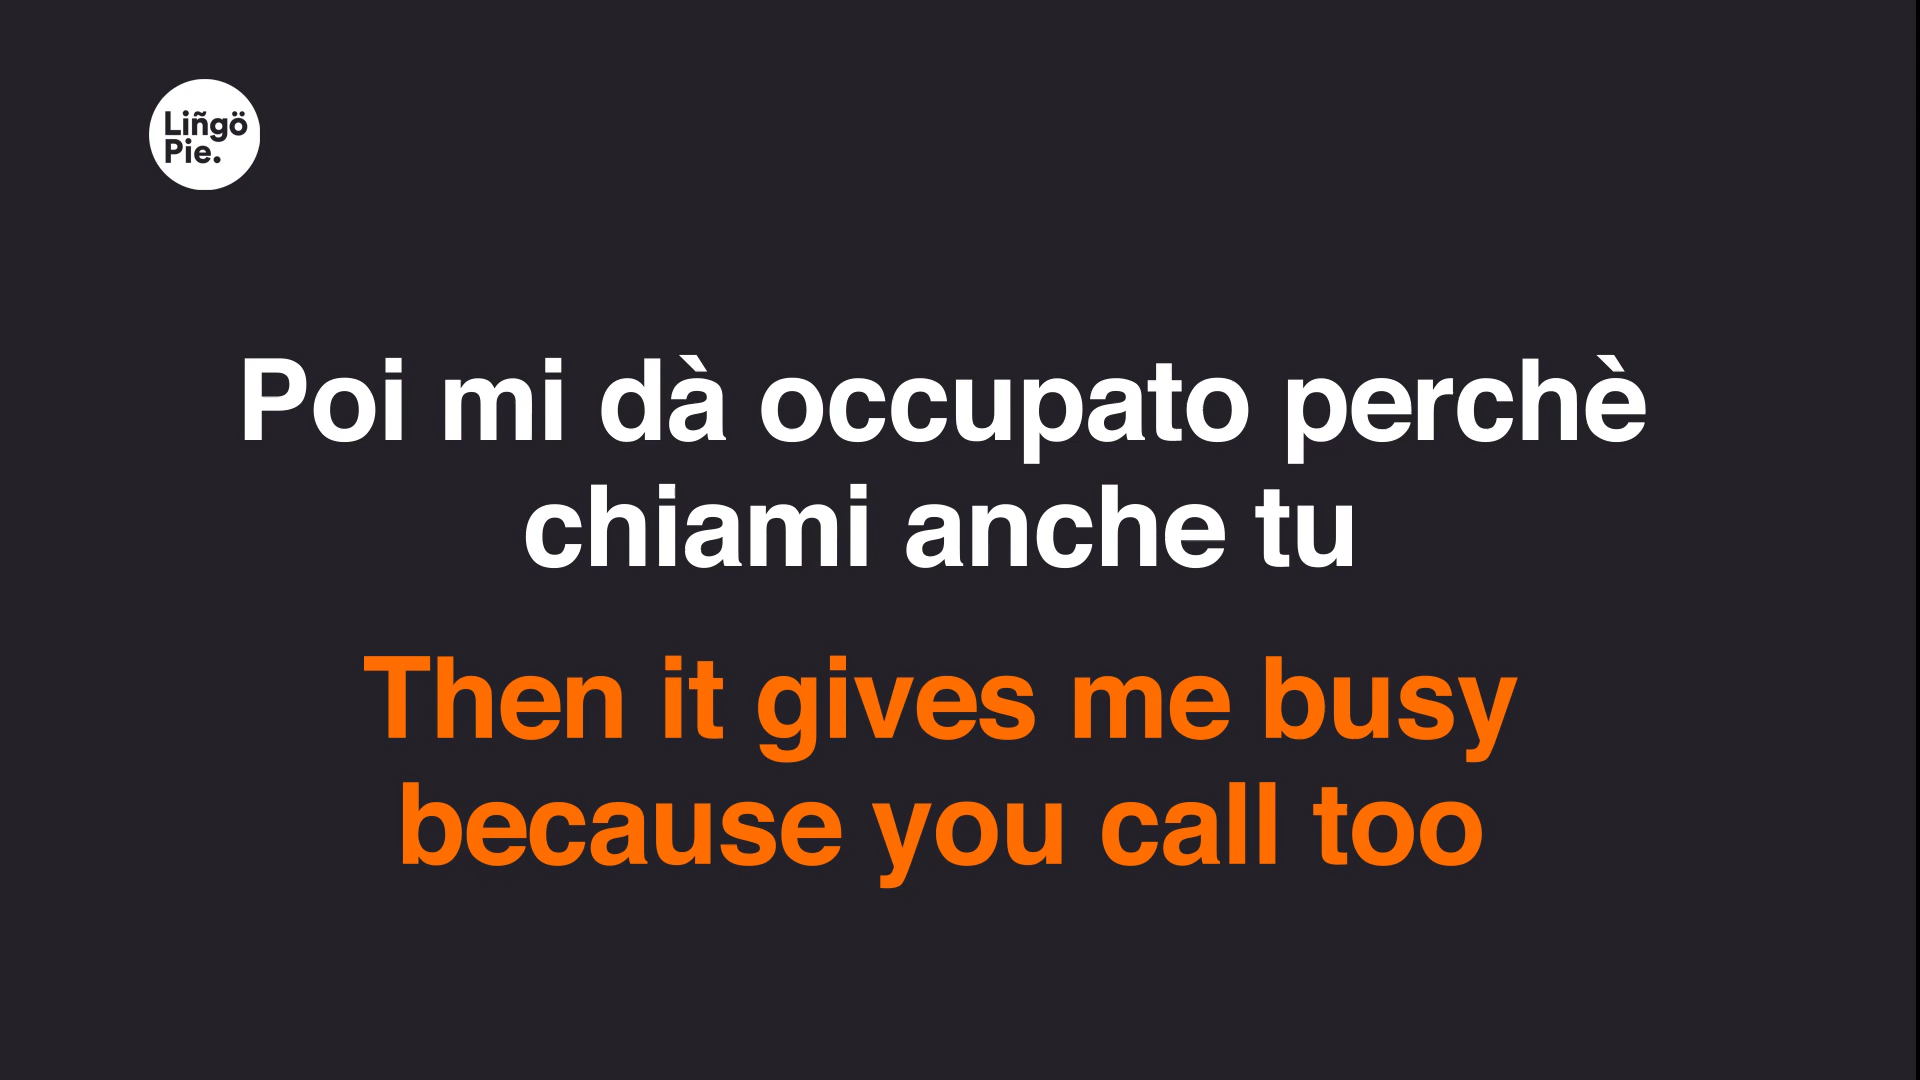 Liñgö
Pie.
Poi mi dà occupato perchè
chiami anche tu
Then it gives me busy
because you call too